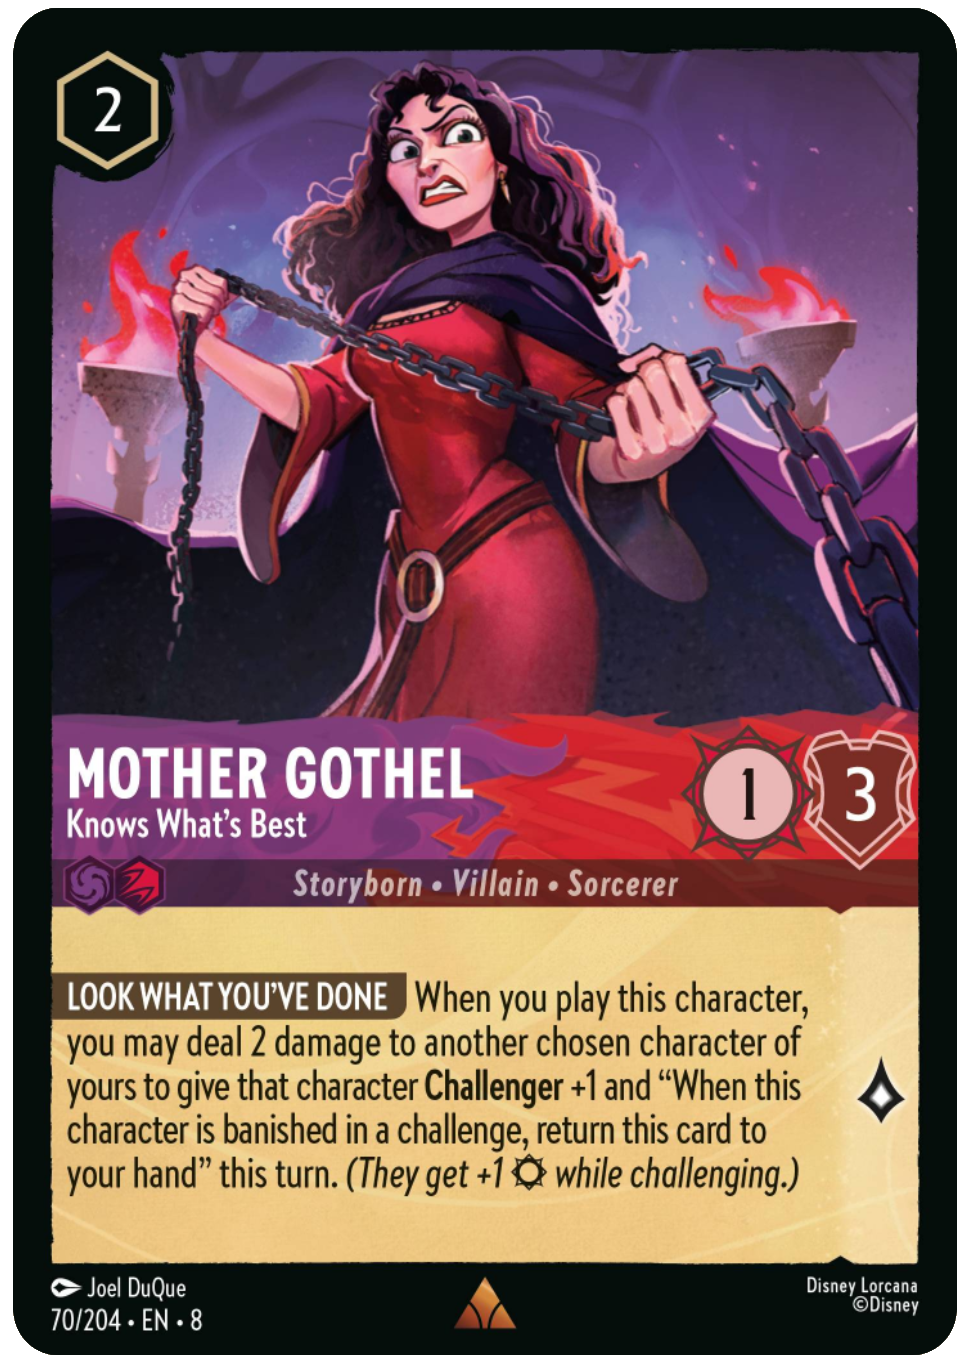 2
MOTHER GOTHEL
Knows What's Best
1
3
Storyborn • Villain • Sorcerer
LOOK WHAT YOU'VE DONE When you play this character,
you may deal 2 damage to another chosen character of
yours to give that character Challenger +1 and “When this
character is banished in a challenge, return this card to
your hand” this turn. (They get +1 while challenging.)
Joel DuQue
70/204 • EN • 8
Disney Lorcana
©Disney